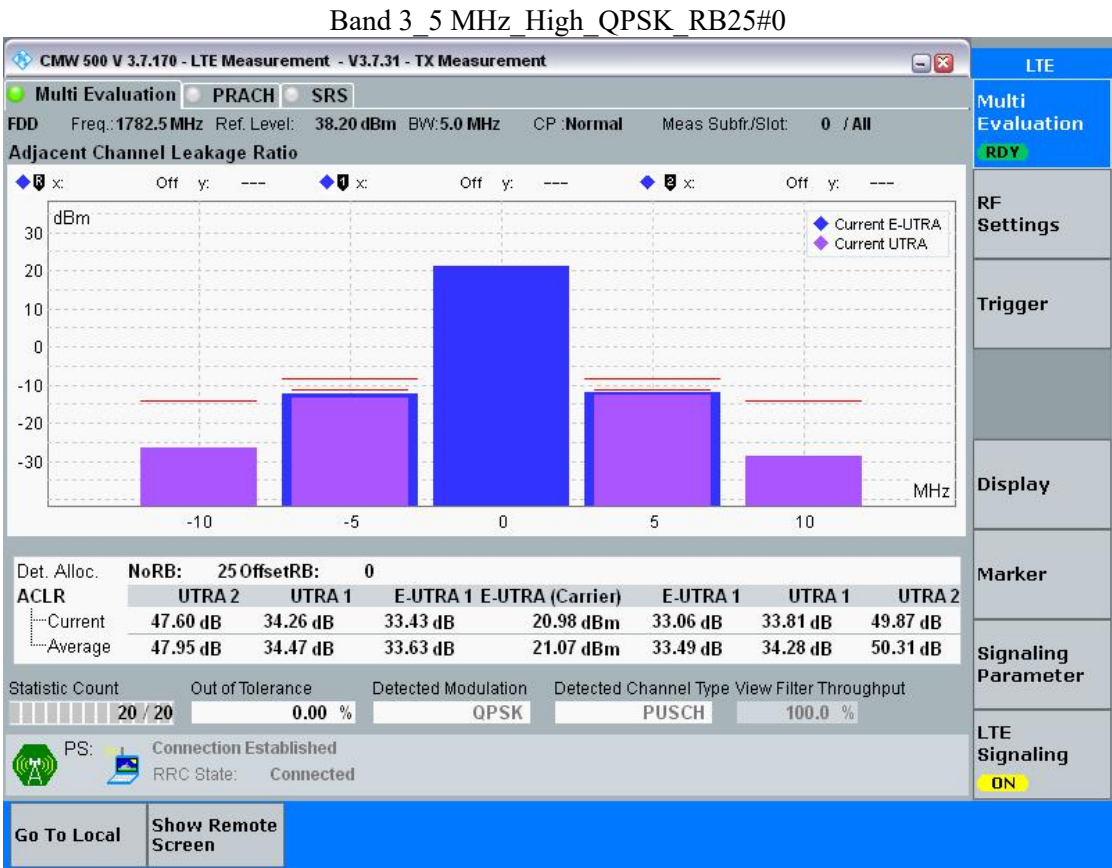 Band 3_5 MHz_High_QPSK_RB25#0
CMW 500 V 3.7.170 - LTE Measurement - V3.7.31 - TX Measurement
LTE
Multi Evaluation PRACH SRS
FDD Freq.: 1782.5 MHz Ref. Level: 38.20 dBm BW: 5.0 MHz CP : Normal Meas Subfr./Slot: 0 / All
Adjacent Channel Leakage Ratio
R x: Off y: --- 1 x: Off y: --- 2 x: Off y: ---
dBm
Current E-UTRA
Current UTRA
30
20
10
0
-10
-20
-30
MHz
-10 -5 0 5 10
Det. Alloc. NoRB: 25 OffsetRB: 0
ACLR UTRA 2 UTRA 1 E-UTRA 1 E-UTRA (Carrier) E-UTRA 1 UTRA 1 UTRA 2
Current 47.60 dB 34.26 dB 33.43 dB 20.98 dBm 33.06 dB 33.81 dB 49.87 dB
Average 47.95 dB 34.47 dB 33.63 dB 21.07 dBm 33.49 dB 34.28 dB 50.31 dB
Statistic Count Out of Tolerance Detected Modulation Detected Channel Type View Filter Throughput
20 / 20 0.00 % QPSK PUSCH 100.0 %
PS: Connection Established
RRC State: Connected
Multi
Evaluation
RDY
RF
Settings
Trigger
Display
Marker
Signaling
Parameter
LTE
Signaling
ON
Go To Local
Show Remote
Screen